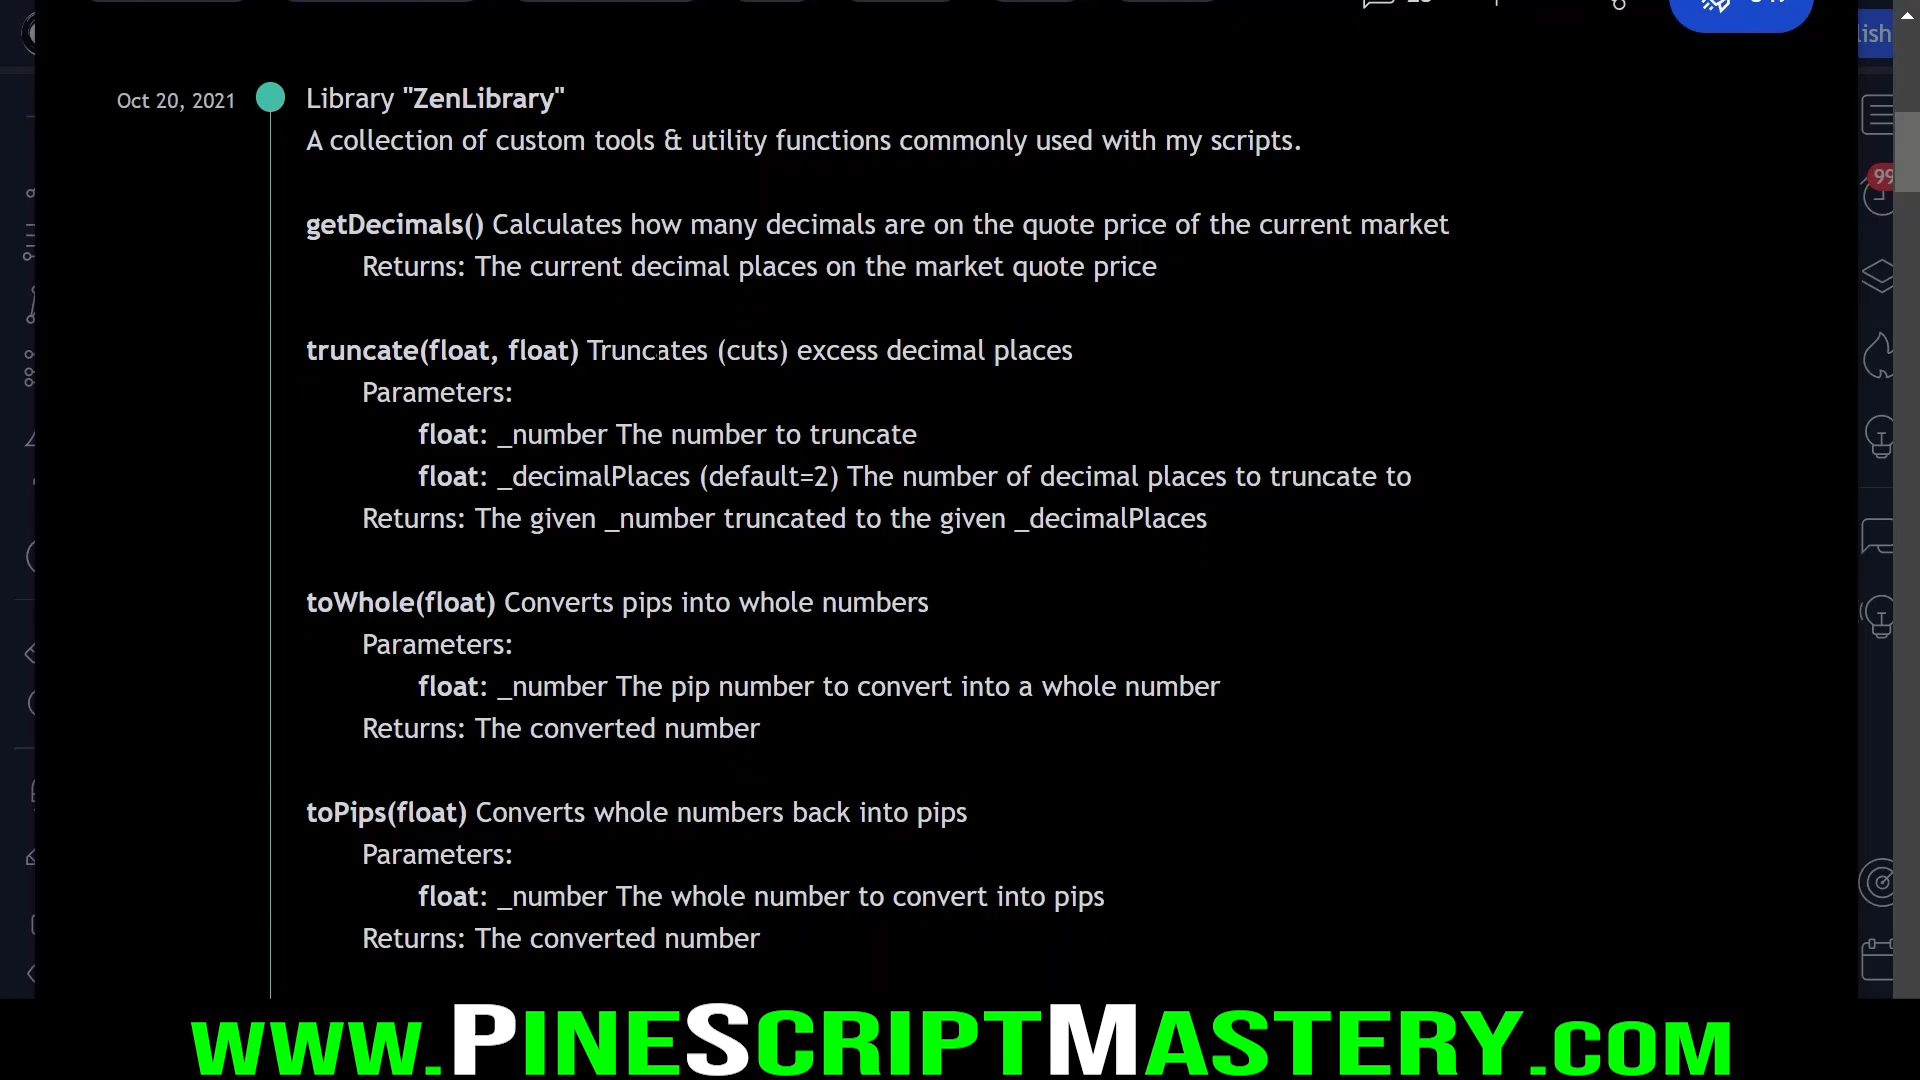 Oct 20, 2021
Library "ZenLibrary"
A collection of custom tools & utility functions commonly used with my scripts.
getDecimals() Calculates how many decimals are on the quote price of the current market
Returns: The current decimal places on the market quote price
truncate(float, float) Truncates (cuts) excess decimal places
Parameters:
float: _number The number to truncate
float: _decimalPlaces (default=2) The number of decimal places to truncate to
Returns: The given _number truncated to the given _decimalPlaces
toWhole(float) Converts pips into whole numbers
Parameters:
float: _number The pip number to convert into a whole number
Returns: The converted number
toPips(float) Converts whole numbers back into pips
Parameters:
float: _number The whole number to convert into pips
Returns: The converted number
lish
99
www.PineScriptMastery.com